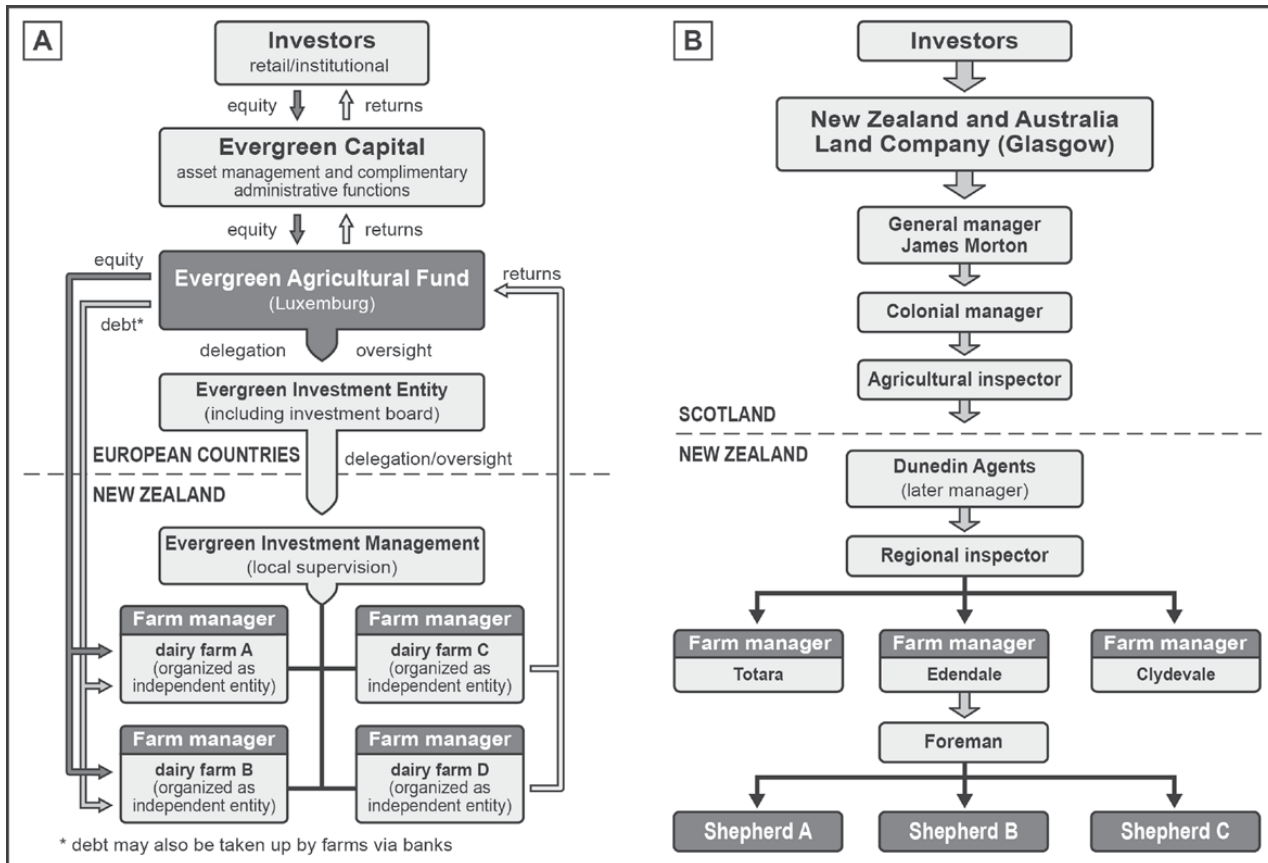 A
Investors
retail/institutional
equity
returns
Evergreen Capital
asset management and complimentary
administrative functions
equity
returns
equity
Evergreen Agricultural Fund
(Luxemburg)
returns
debt*
delegation
oversight
Evergreen Investment Entity
(including investment board)
EUROPEAN COUNTRIES
delegation/oversight
NEW ZEALAND
Evergreen Investment Management
(local supervision)
Farm manager
dairy farm A
(organized as
independent entity)
Farm manager
dairy farm C
(organized as
independent entity)
Farm manager
dairy farm B
(organized as
independent entity)
Farm manager
dairy farm D
(organized as
independent entity)
* debt may also be taken up by farms via banks
B
Investors
New Zealand and Australia
Land Company (Glasgow)
General manager
James Morton
Colonial manager
Agricultural inspector
SCOTLAND
NEW ZEALAND
Dunedin Agents
(later manager)
Regional inspector
Farm manager
Totara
Farm manager
Edendale
Farm manager
Clydevale
Foreman
Shepherd A
Shepherd B
Shepherd C